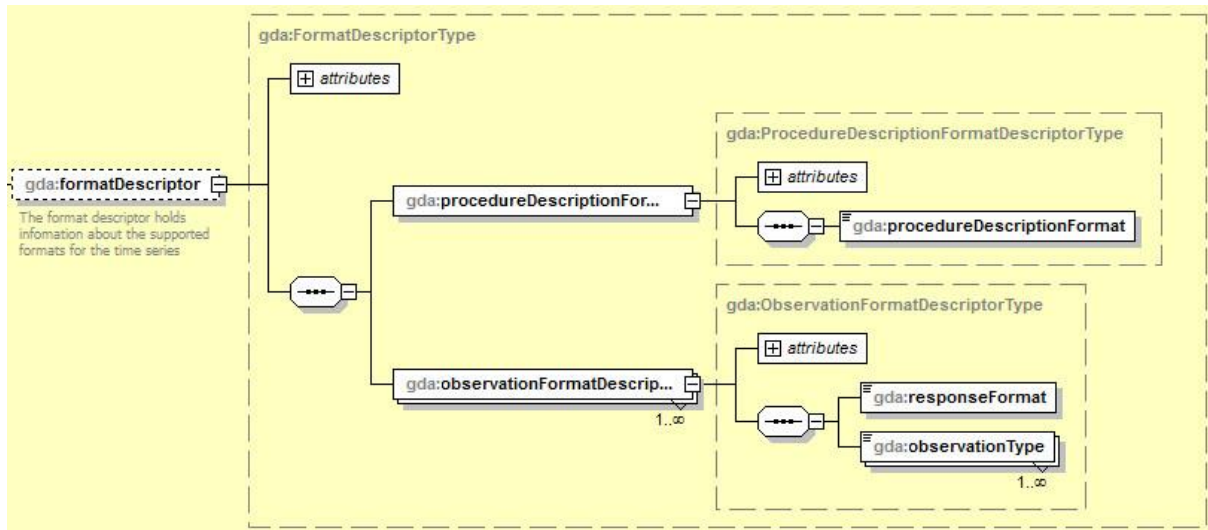 gda:FormatDescriptorType
attributes
gda:ProcedureDescriptionFormatDescriptorType
attributes
gda:formatDescriptor
gda:procedureDescriptionFor...
The format descriptor holds
infomation about the supported
formats for the time series
gda:procedureDescriptionFormat
gda:ObservationFormatDescriptorType
attributes
gda:observationFormatDescrip...
1..∞
gda:responseFormat
gda:observationType
1..∞